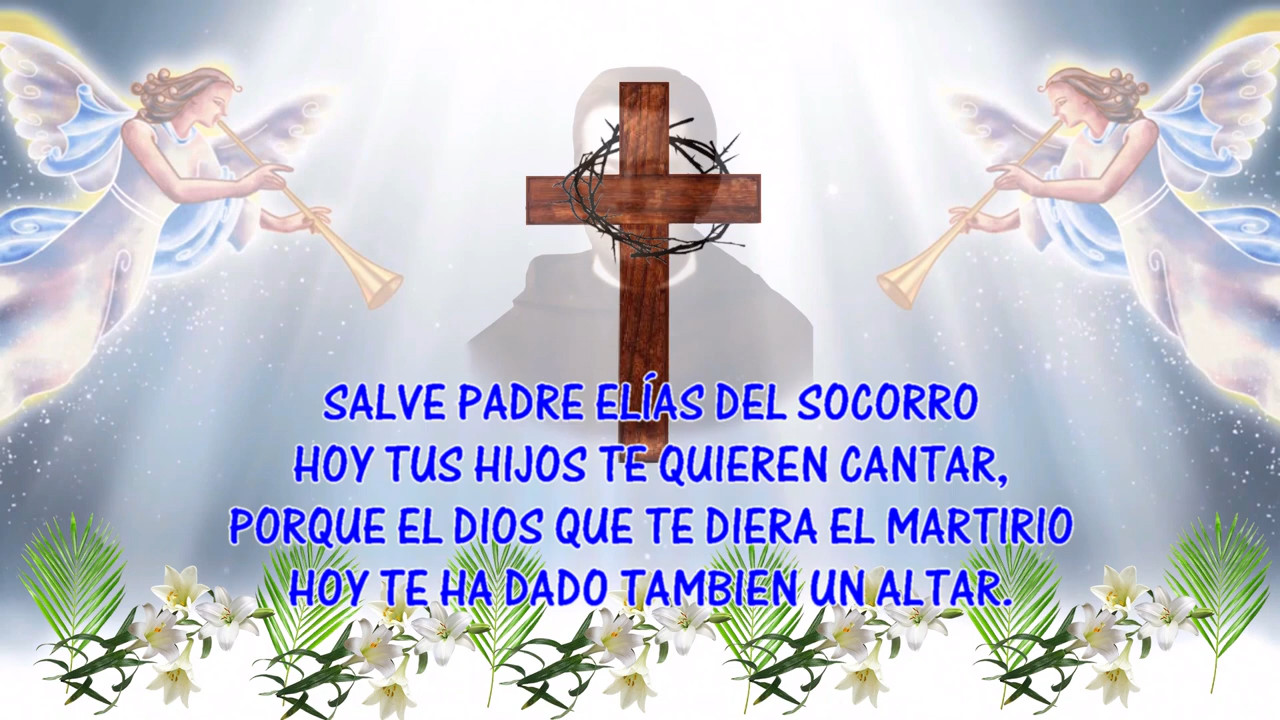 SALVE PADRE ELÍAS DEL SOCORRO
HOY TUS HIJOS TE QUIEREN CANTAR,
PORQUE EL DIOS QUE TE DIERA EL MARTIRIO
HOY TE HA DADO TAMBIEN UN ALTAR.